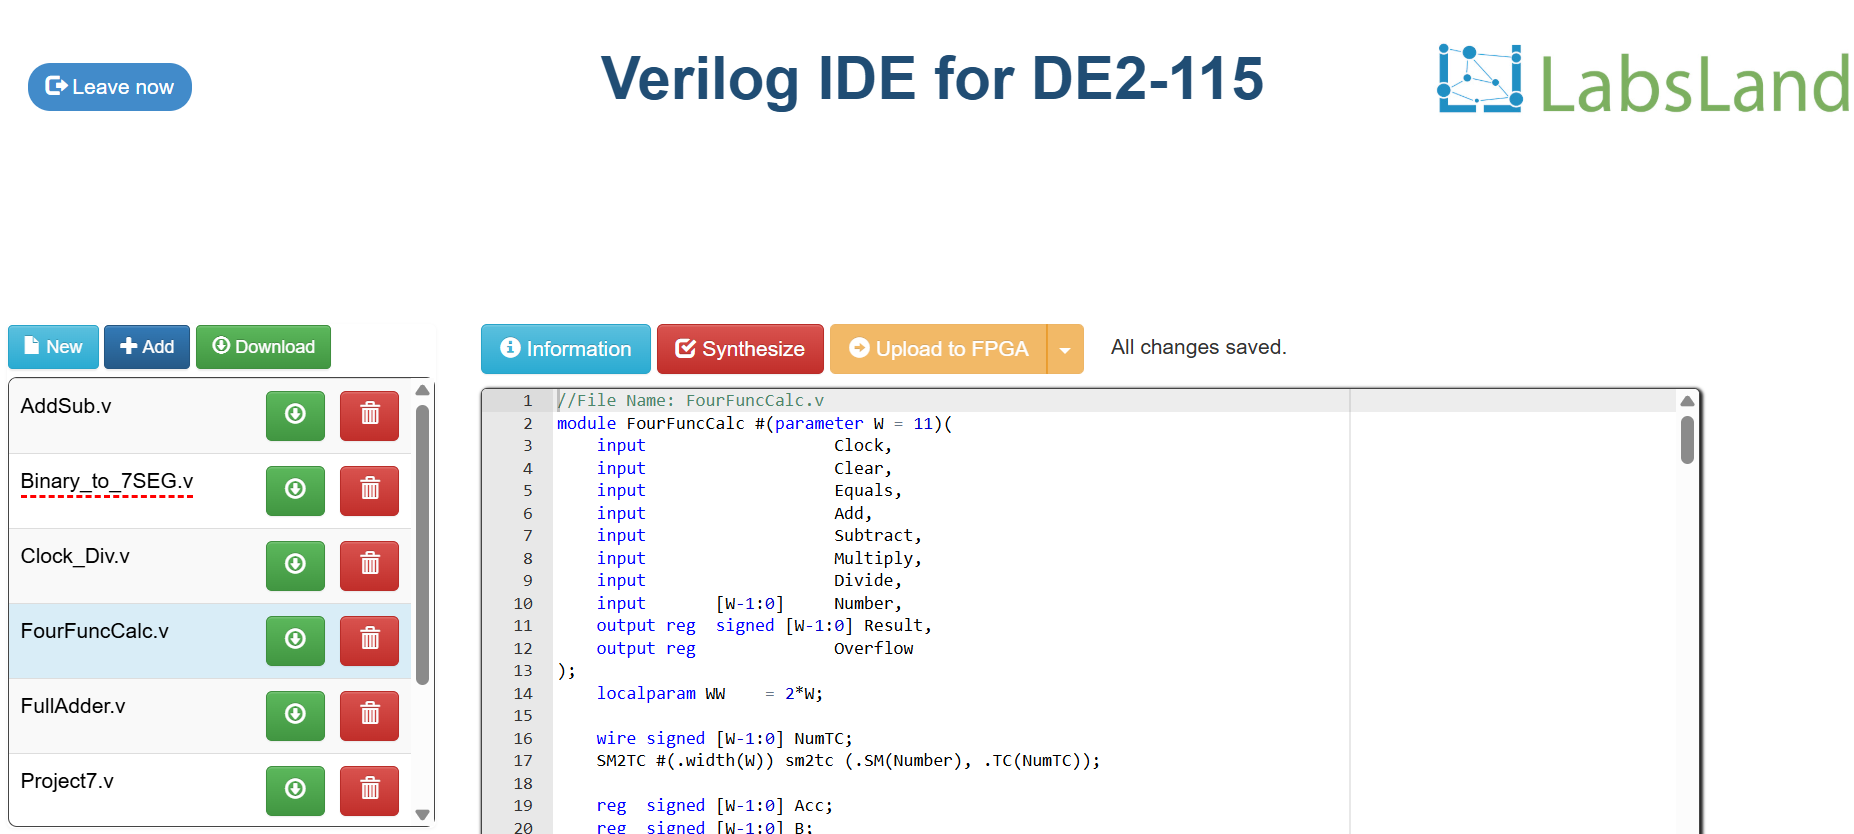 Leave now
Verilog IDE for DE2-115
LabsLand
New Add Download
Information Synthesize Upload to FPGA All changes saved.
AddSub.v
Binary_to_7SEG.v
Clock_Div.v
FourFuncCalc.v
FullAdder.v
Project7.v
1 //File Name: FourFuncCalc.v
2 module FourFuncCalc #(parameter W = 11)(
3 input Clock,
4 input Clear,
5 input Equals,
6 input Add,
7 input Subtract,
8 input Multiply,
9 input Divide,
10 input [W-1:0] Number,
11 output reg signed [W-1:0] Result,
12 output reg Overflow
13 );
14 localparam WW = 2*W;
15
16 wire signed [W-1:0] NumTC;
17 SM2TC #(.width(W)) sm2tc (.SM(Number), .TC(NumTC));
18
19 reg signed [W-1:0] Acc;
20 reg signed [W-1:0] B;